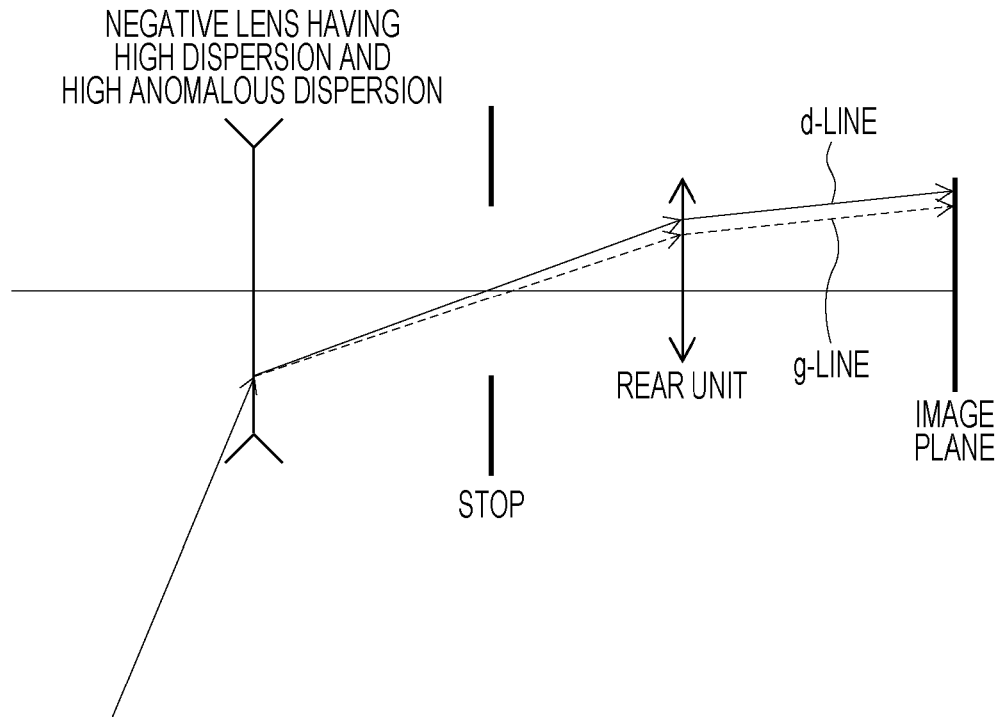 NEGATIVE LENS HAVING
HIGH DISPERSION AND
HIGH ANOMALOUS DISPERSION
d-LINE
g-LINE
REAR UNIT
IMAGE
PLANE
STOP